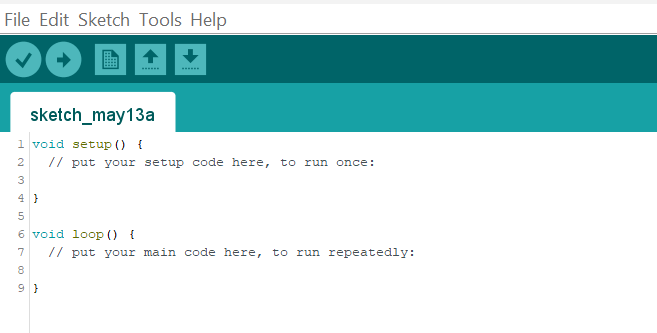 File Edit Sketch Tools Help
sketch_may13a
1 void setup() {
2   // put your setup code here, to run once:
3
4 }
5
6 void loop() {
7   // put your main code here, to run repeatedly:
8
9 }